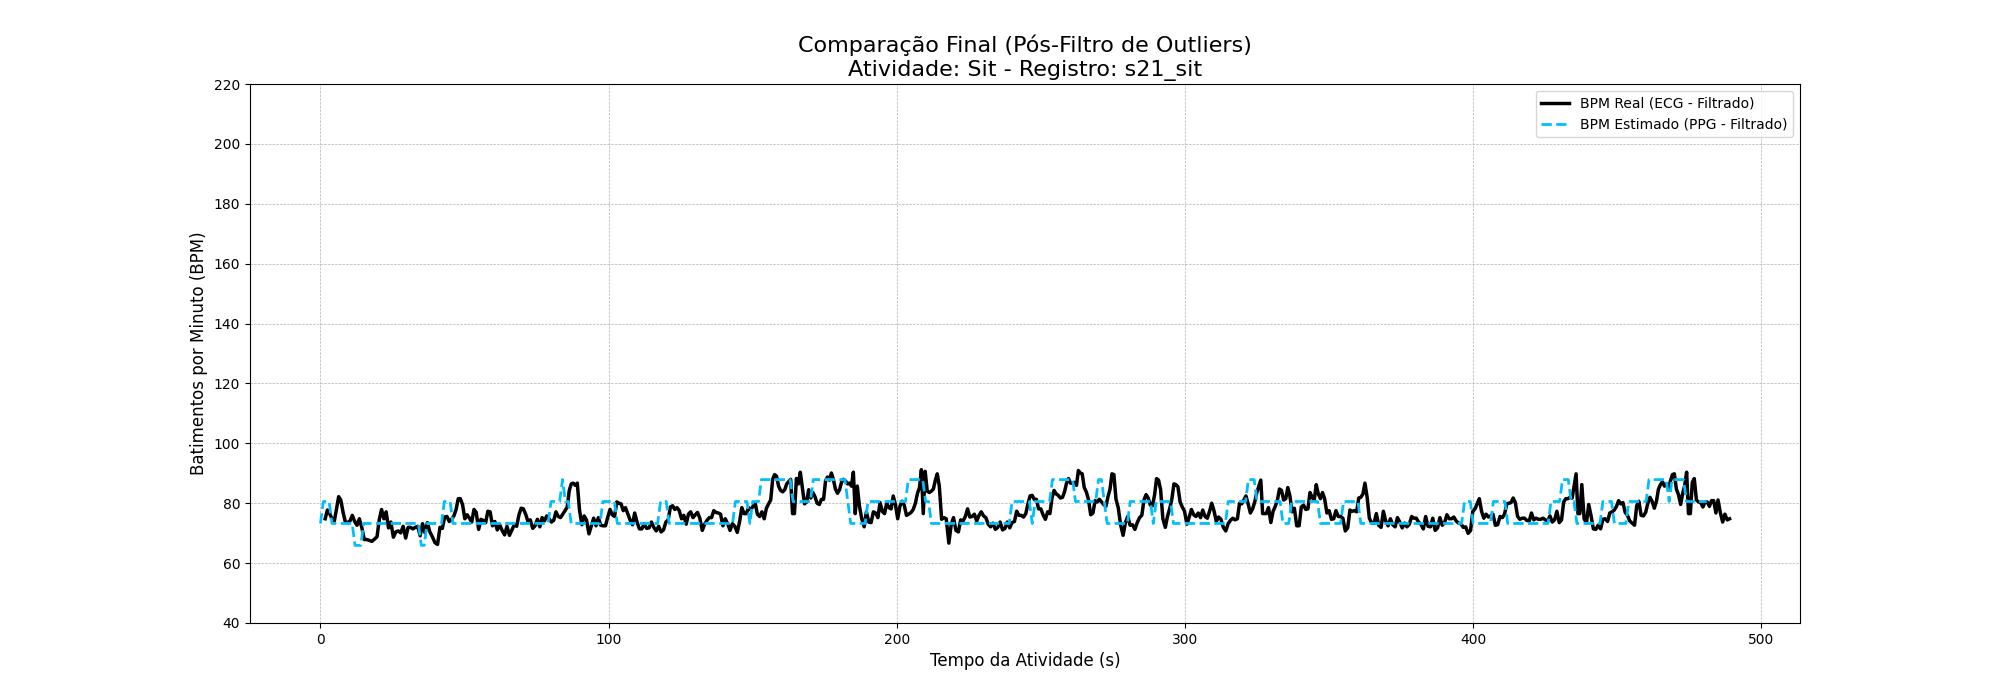 Comparação Final (Pós-Filtro de Outliers)
Atividade: Sit - Registro: s21_sit
BPM Real (ECG - Filtrado)
BPM Estimado (PPG - Filtrado)
Batimentos por Minuto (BPM)
220
200
180
160
140
120
100
80
60
40
0
100
200
300
400
500
Tempo da Atividade (s)